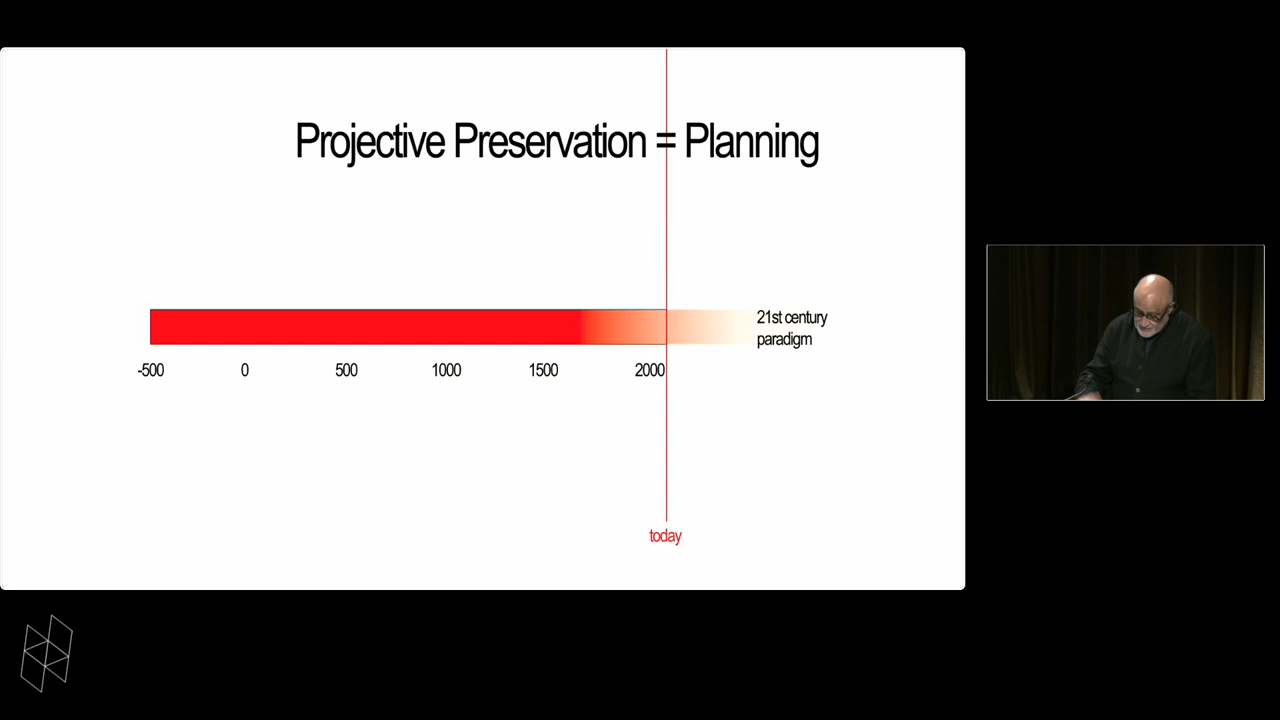 Projective Preservation = Planning
21st century
paradigm
-500 0 500 1000 1500 2000
today